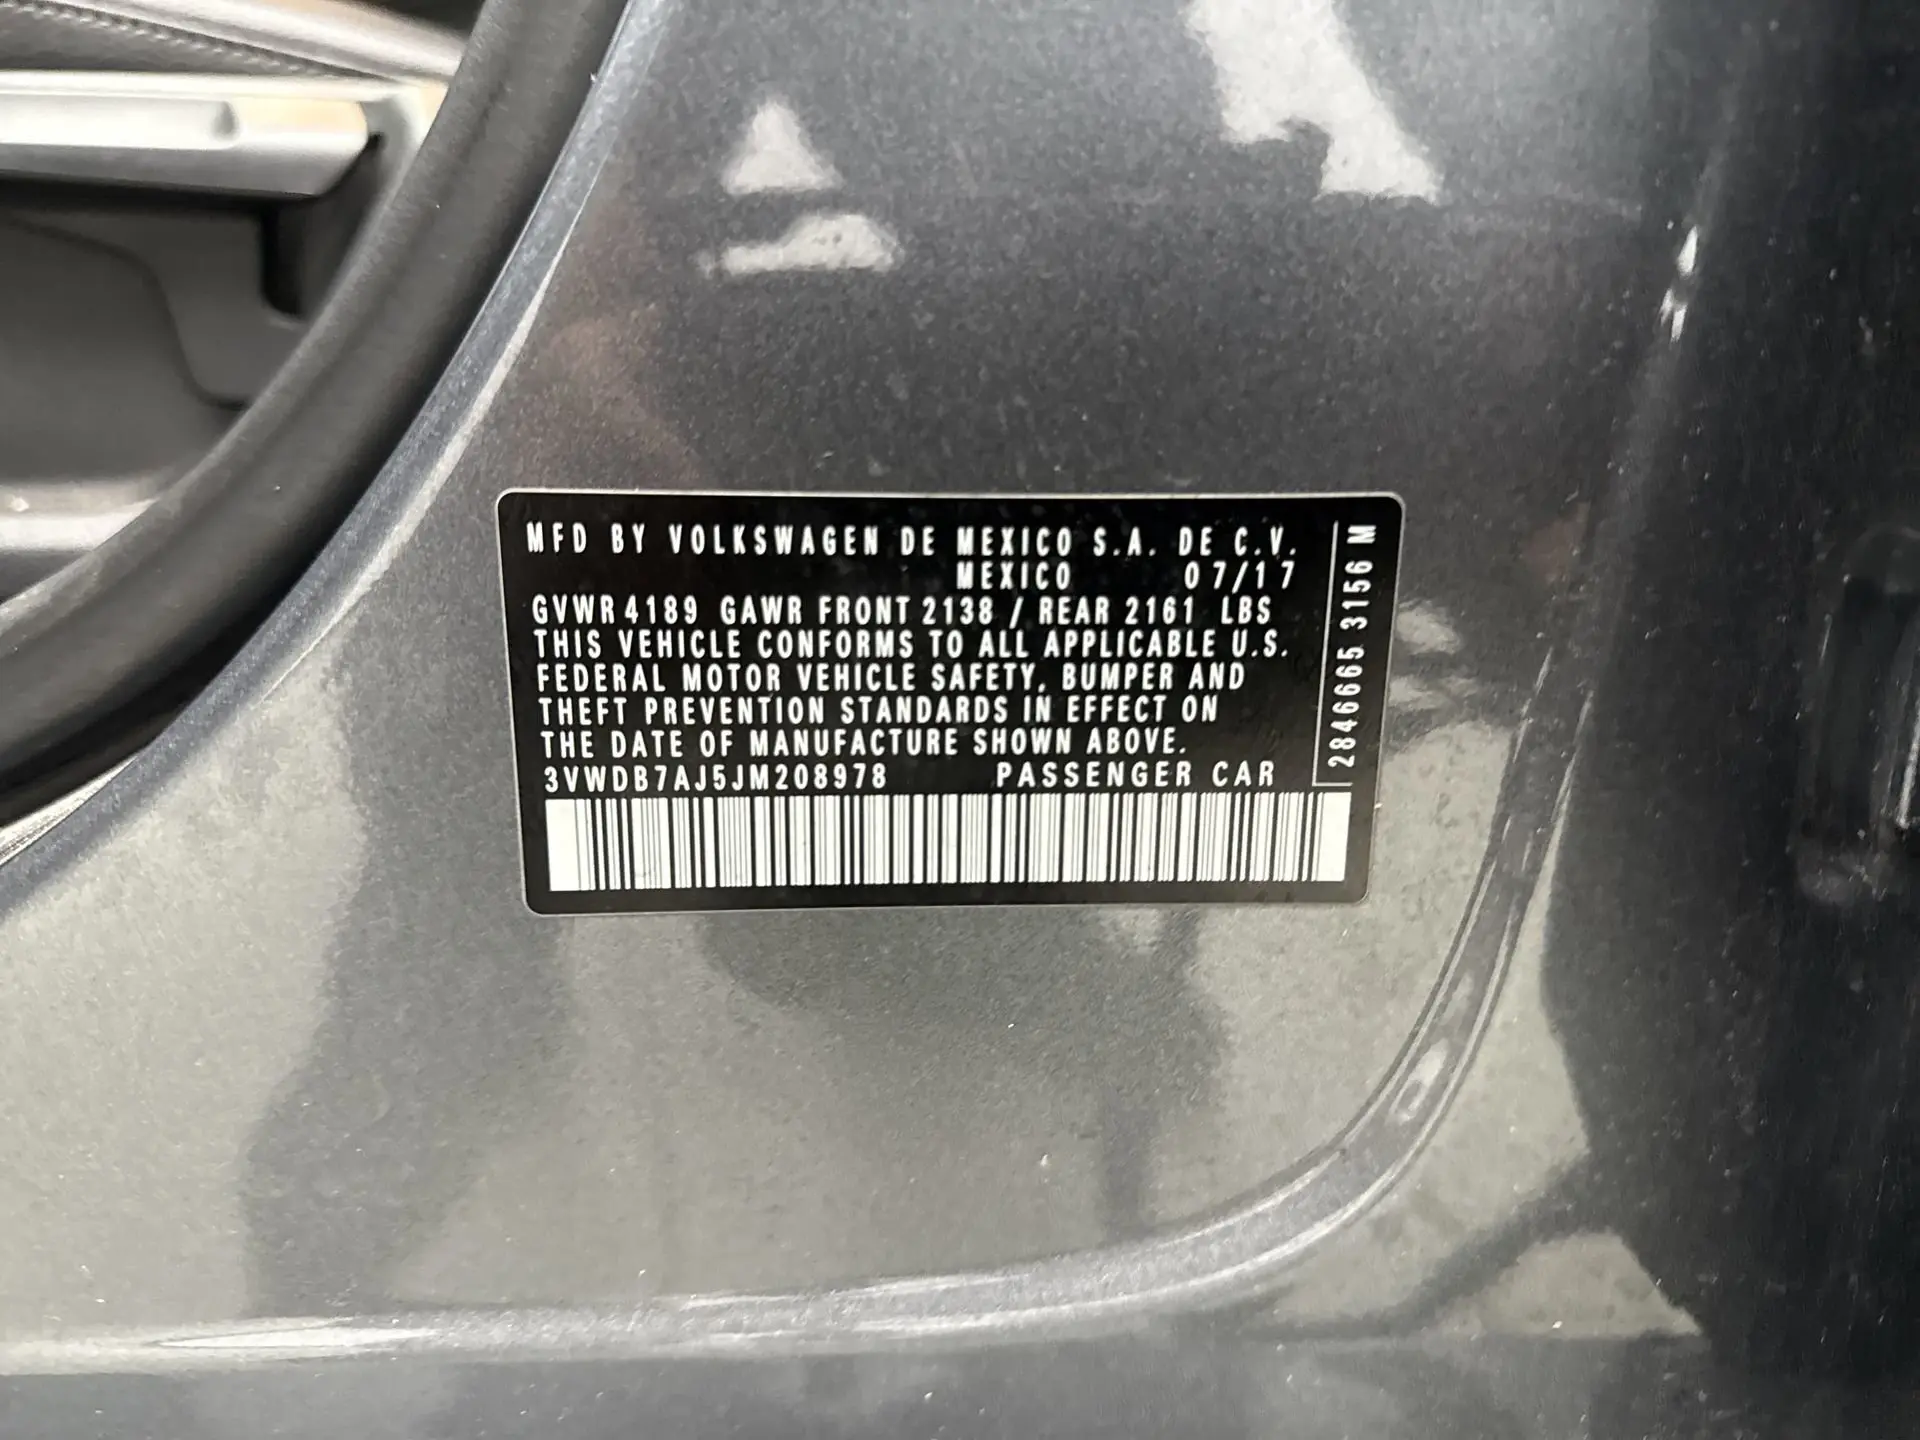 MFD BY VOLKSWAGEN DE MEXICO S.A. DE C.V.
MEXICO 07/17
GVWR 4189 GAWR FRONT 2138 / REAR 2161 LBS
THIS VEHICLE CONFORMS TO ALL APPLICABLE U.S.
FEDERAL MOTOR VEHICLE SAFETY, BUMPER AND
THEFT PREVENTION STANDARDS IN EFFECT ON
THE DATE OF MANUFACTURE SHOWN ABOVE.
3VWDB7AJ5JM208978 PASSENGER CAR
2846665 3156 M